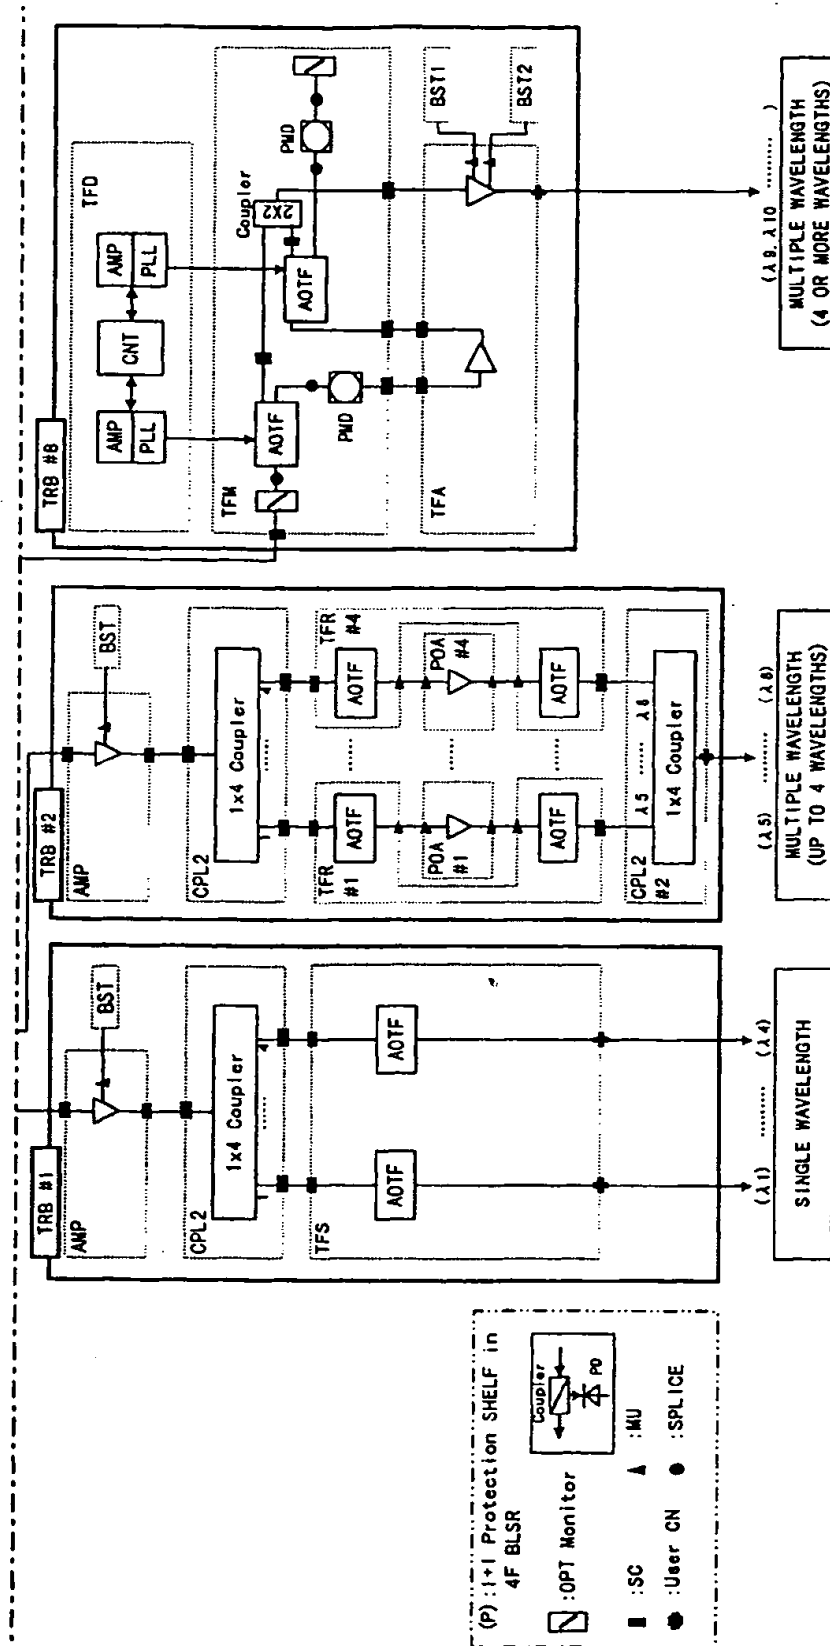 TRB #1
AMP
BST
CPL2
1x4 Coupler
........
TFS
AOTF
AOTF
(λ1) ........ (λ4)
SINGLE WAVELENGTH
TRB #2
AMP
BST
CPL2
1x4 Coupler
......
TFR
#1
AOTF
......
AOTF
TFR
#4
POA
#1
......
POA
#4
AOTF
......
AOTF
λ5 ...... λ8
CPL2
#2
1x4 Coupler
(λ5) ........ (λ8)
MULTIPLE WAVELENGTH
(UP TO 4 WAVELENGTHS)
TRB #8
TFD
AMP
PLL
CNT
AMP
PLL
TFM
AOTF
PMD
AOTF
Coupler
2X2
PMD
TFA
BST1
BST2
(λ9, λ10 ......... )
MULTIPLE WAVELENGTH
(4 OR MORE WAVELENGTHS)
(P):1+1 Protection SHELF in
4F BLSR
:OPT Monitor
Coupler
PD
:SC
:MU
:User CN
:SPLICE